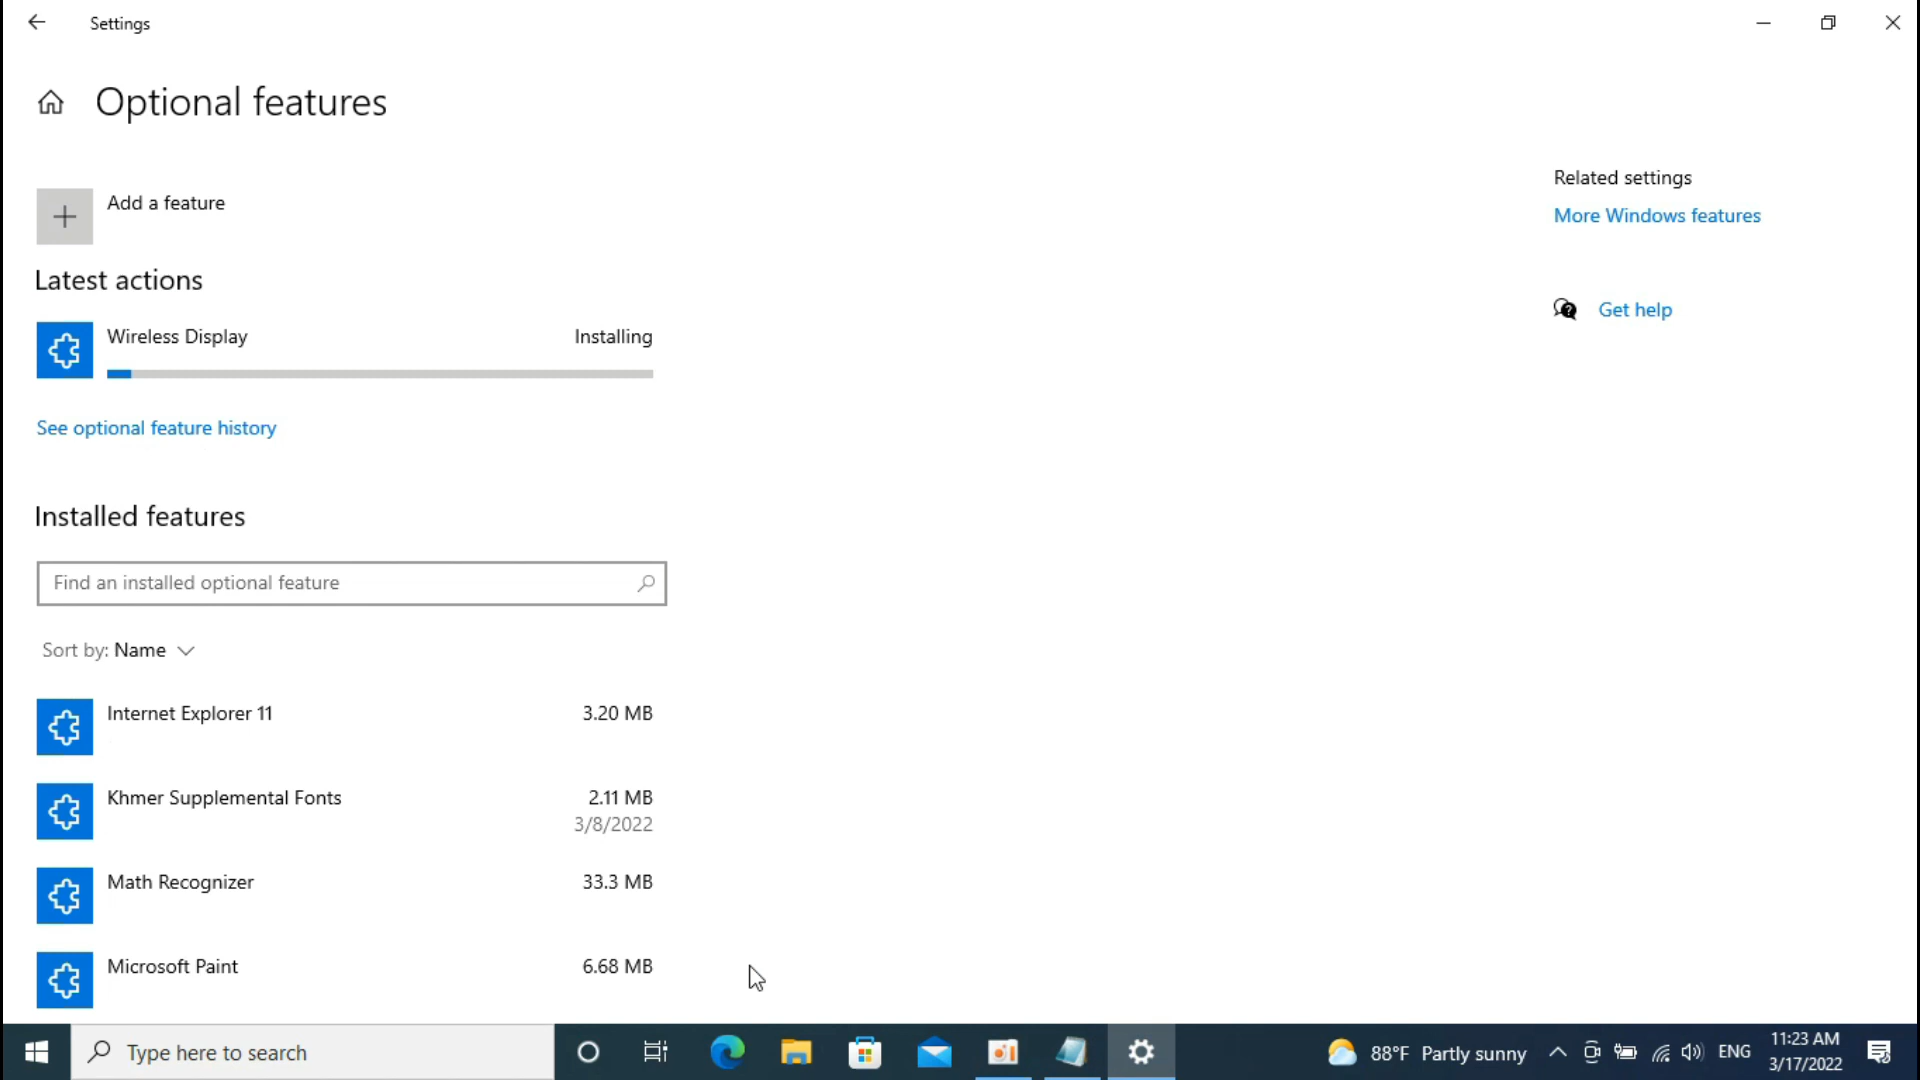 Settings
Optional features
Add a feature
Latest actions
Wireless Display
Installing
See optional feature history
Installed features
Find an installed optional feature
Sort by: Name
Internet Explorer 11
3.20 MB
Khmer Supplemental Fonts
2.11 MB
3/8/2022
Math Recognizer
33.3 MB
Microsoft Paint
6.68 MB
Related settings
More Windows features
Get help
Type here to search
88°F Partly sunny
ENG
11:23 AM
3/17/2022